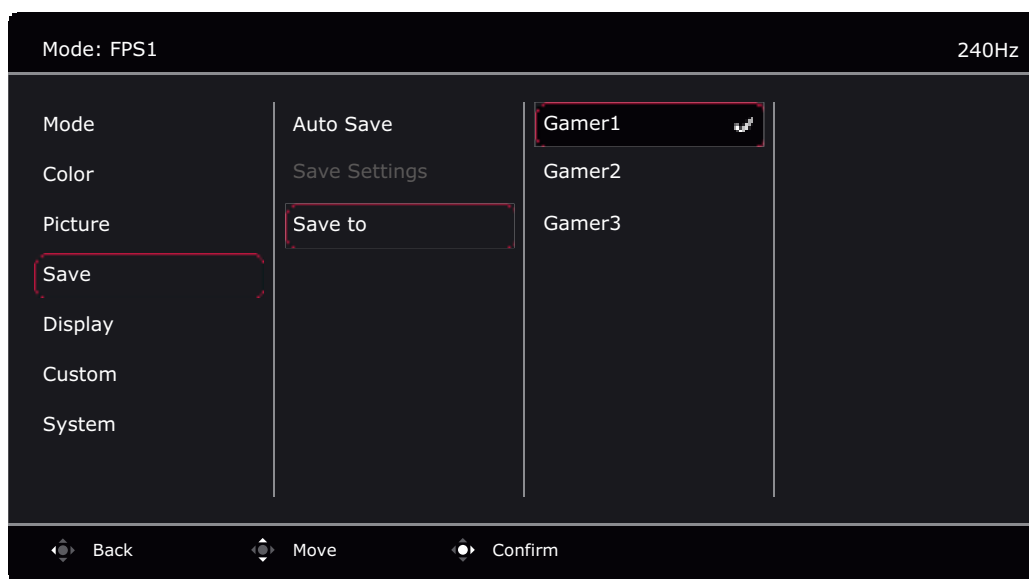 Mode: FPS1 240Hz
Mode
Color
Picture
Save
Display
Custom
System
Auto Save
Save Settings
Save to
Gamer1
Gamer2
Gamer3
Back Move Confirm